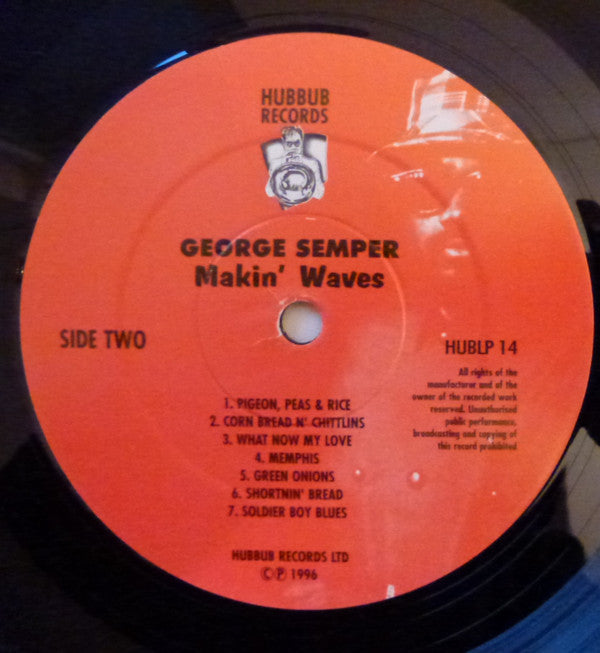 HUBBUB
RECORDS
GEORGE SEMPER
Makin' Waves
SIDE TWO
HUBLP 14
All rights of the
manufacturer and of the
owner of the recorded work
reserved. Unauthorised
public performance,
broadcasting and copying of
this record prohibited
1. PIGEON, PEAS & RICE
2. CORN BREAD N' CHITTLINS
3. WHAT NOW MY LOVE
4. MEMPHIS
5. GREEN ONIONS
6. SHORTNIN' BREAD
7. SOLDIER BOY BLUES
HUBBUB RECORDS LTD
©℗ 1996